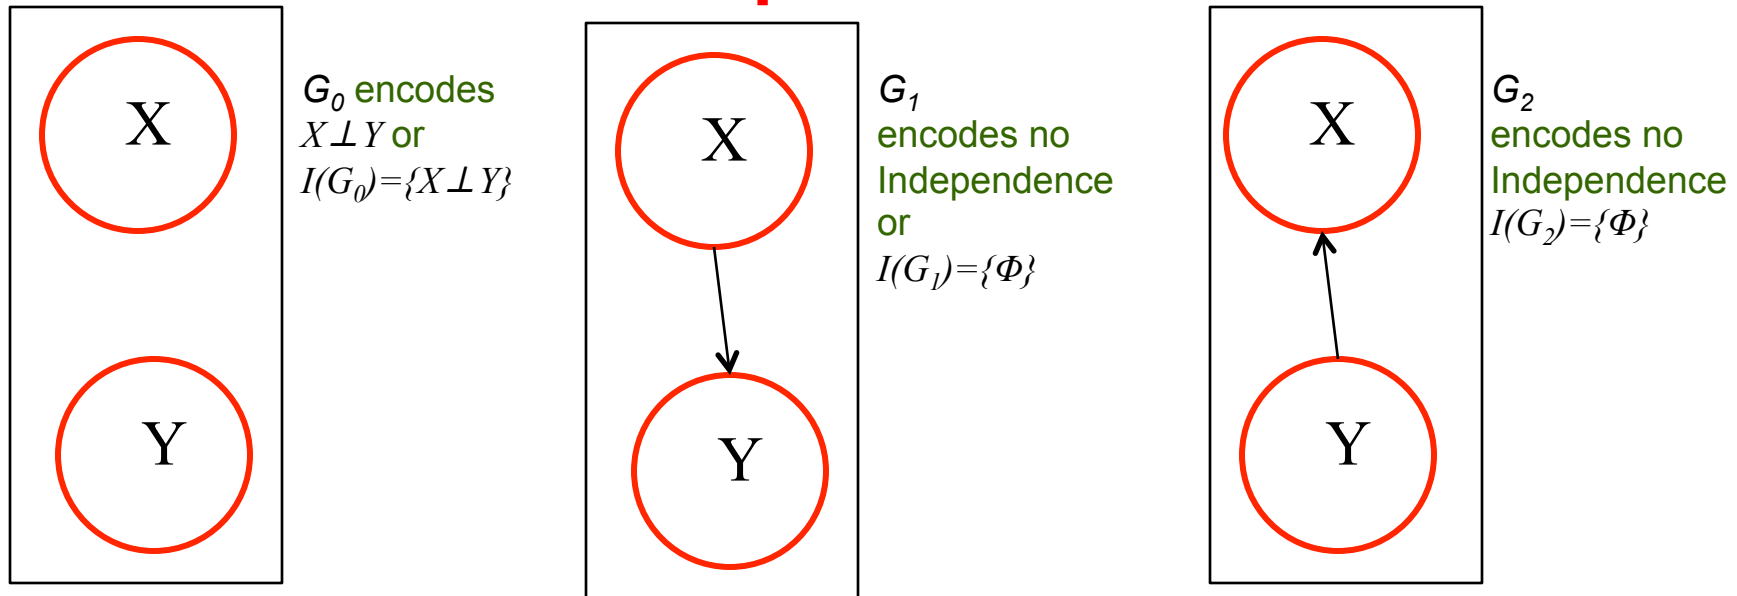 X
Y
G₀ encodes
X⊥Y or
I(G₀)={X⊥Y}
X
Y
G₁
encodes no
Independence
or
I(G₁)={Φ}
X
Y
G₂
encodes no
Independence
I(G₂)={Φ}